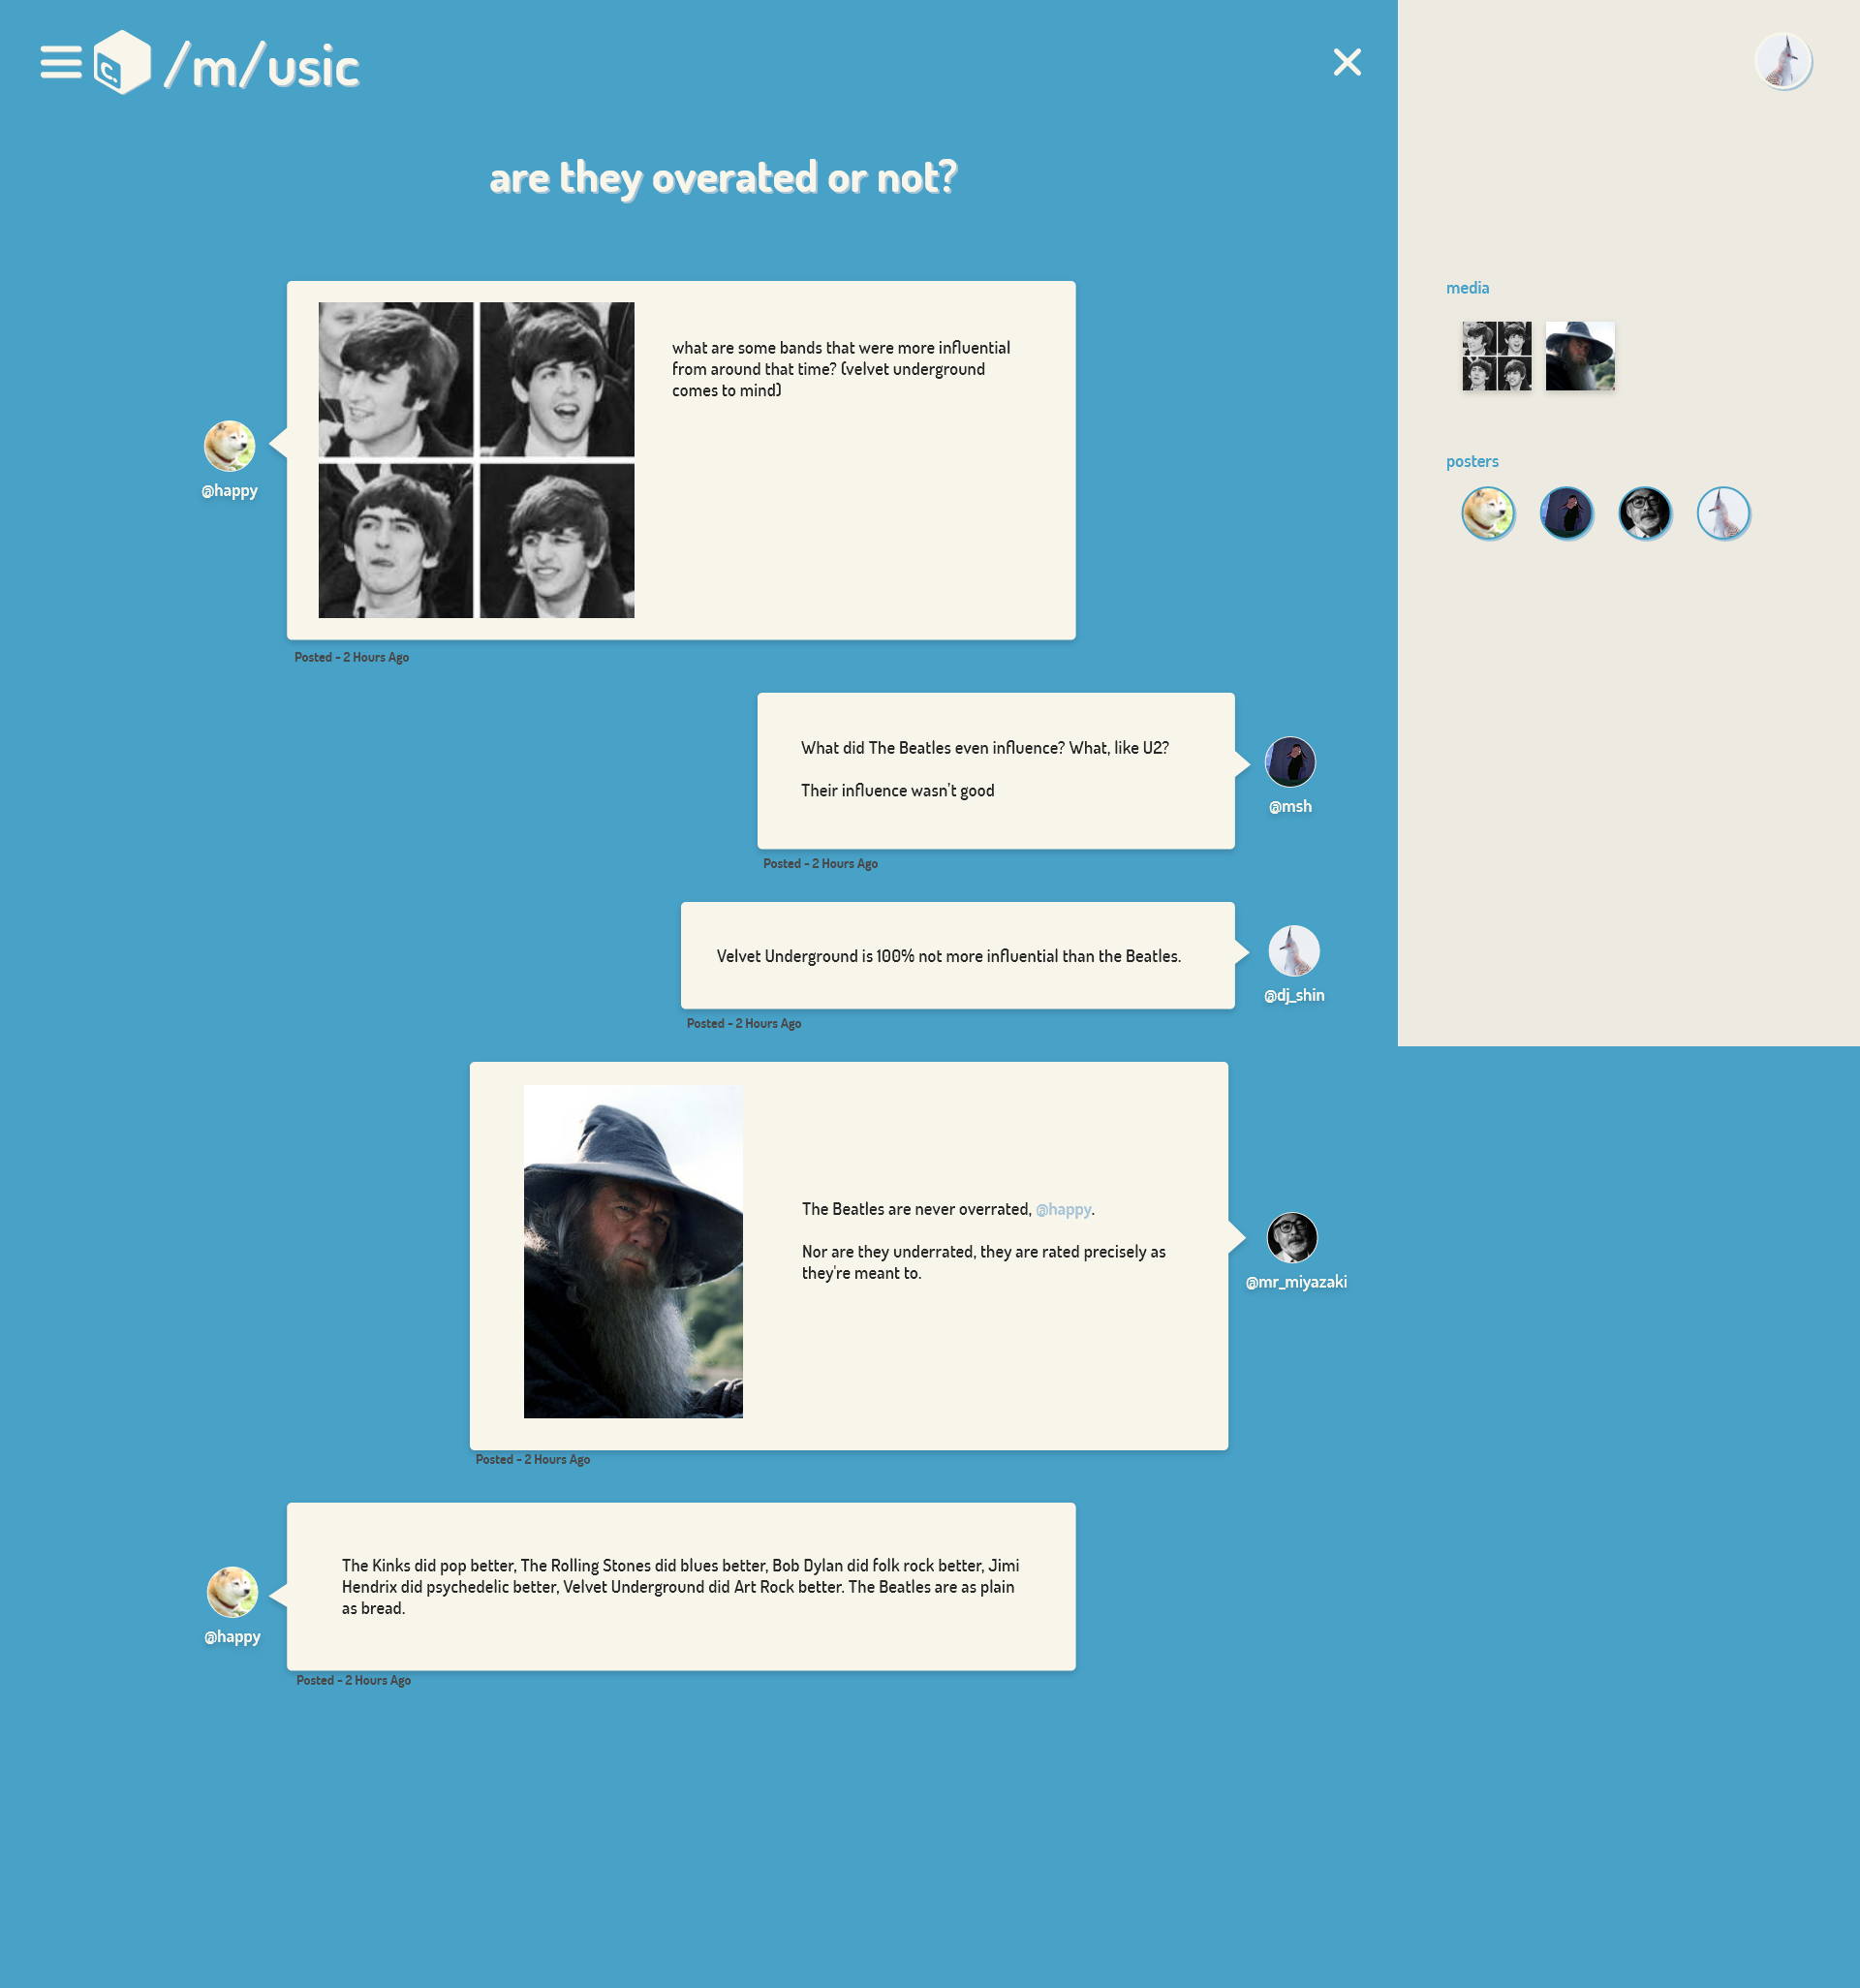 c.
/m/usic
are they overated or not?
what are some bands that were more influential
from around that time? (velvet underground
comes to mind)
@happy
Posted - 2 Hours Ago
What did The Beatles even influence? What, like U2?
Their influence wasn't good
@msh
Posted - 2 Hours Ago
Velvet Underground is 100% not more influential than the Beatles.
@dj_shin
Posted - 2 Hours Ago
The Beatles are never overrated, @happy.
Nor are they underrated, they are rated precisely as
they're meant to.
@mr_miyazaki
Posted - 2 Hours Ago
The Kinks did pop better, The Rolling Stones did blues better, Bob Dylan did folk rock better, Jimi
Hendrix did psychedelic better, Velvet Underground did Art Rock better. The Beatles are as plain
as bread.
@happy
Posted - 2 Hours Ago
media
posters